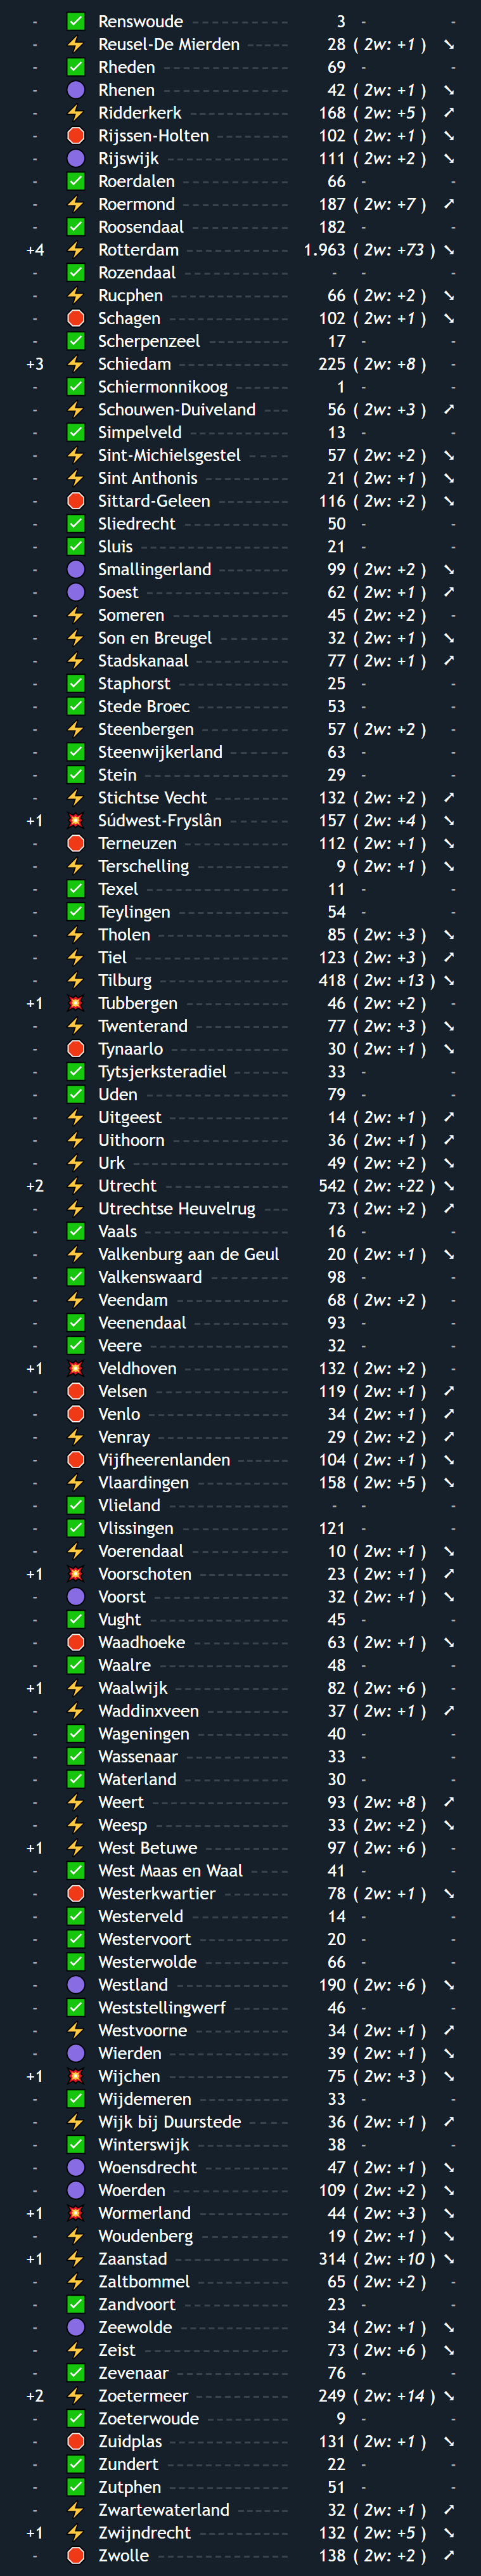 - ✅ Renswoude 3 - -
- ⚡ Reusel-De Mierden 28 ( 2w: +1 ) ➘
- ✅ Rheden 69 - -
- 🟣 Rhenen 42 ( 2w: +1 ) ➘
- ⚡ Ridderkerk 168 ( 2w: +5 ) ➚
- 🛑 Rijssen-Holten 102 ( 2w: +1 ) ➘
- 🟣 Rijswijk 111 ( 2w: +2 ) ➘
- ✅ Roerdalen 66 - -
- ⚡ Roermond 187 ( 2w: +7 ) ➚
- ✅ Roosendaal 182 - -
+4 ⚡ Rotterdam 1.963 ( 2w: +73 ) ➘
- ✅ Rozendaal - - -
- ⚡ Rucphen 66 ( 2w: +2 ) ➘
- 🛑 Schagen 102 ( 2w: +1 ) ➘
- ✅ Scherpenzeel 17 - -
+3 ⚡ Schiedam 225 ( 2w: +8 ) -
- ✅ Schiermonnikoog 1 - -
- ⚡ Schouwen-Duiveland 56 ( 2w: +3 ) ➚
- ✅ Simpelveld 13 - -
- ⚡ Sint-Michielsgestel 57 ( 2w: +2 ) ➘
- ⚡ Sint Anthonis 21 ( 2w: +1 ) ➘
- 🛑 Sittard-Geleen 116 ( 2w: +2 ) ➘
- ✅ Sliedrecht 50 - -
- ✅ Sluis 21 - -
- 🟣 Smallingerland 99 ( 2w: +2 ) ➘
- 🟣 Soest 62 ( 2w: +1 ) ➚
- ⚡ Someren 45 ( 2w: +2 ) -
- ⚡ Son en Breugel 32 ( 2w: +1 ) ➘
- ⚡ Stadskanaal 77 ( 2w: +1 ) ➚
- ✅ Staphorst 25 - -
- ✅ Stede Broec 53 - -
- ⚡ Steenbergen 57 ( 2w: +2 ) -
- ✅ Steenwijkerland 63 - -
- ✅ Stein 29 - -
- ⚡ Stichtse Vecht 132 ( 2w: +2 ) ➚
+1 💥 Súdwest-Fryslân 157 ( 2w: +4 ) ➘
- 🛑 Terneuzen 112 ( 2w: +1 ) ➘
- ⚡ Terschelling 9 ( 2w: +1 ) ➘
- ✅ Texel 11 - -
- ✅ Teylingen 54 - -
- ⚡ Tholen 85 ( 2w: +3 ) ➘
- ⚡ Tiel 123 ( 2w: +3 ) ➚
- ⚡ Tilburg 418 ( 2w: +13 ) ➘
+1 💥 Tubbergen 46 ( 2w: +2 ) -
- ⚡ Twenterand 77 ( 2w: +3 ) ➘
- 🛑 Tynaarlo 30 ( 2w: +1 ) ➘
- ✅ Tytsjerksteradiel 33 - -
- ✅ Uden 79 - -
- ⚡ Uitgeest 14 ( 2w: +1 ) ➚
- ⚡ Uithoorn 36 ( 2w: +1 ) ➚
- ⚡ Urk 49 ( 2w: +2 ) ➘
+2 ⚡ Utrecht 542 ( 2w: +22 ) ➘
- ⚡ Utrechtse Heuvelrug 73 ( 2w: +2 ) ➚
- ✅ Vaals 16 - -
- ⚡ Valkenburg aan de Geul 20 ( 2w: +1 ) ➘
- ✅ Valkenswaard 98 - -
- ⚡ Veendam 68 ( 2w: +2 ) -
- ✅ Veenendaal 93 - -
- ✅ Veere 32 - -
+1 💥 Veldhoven 132 ( 2w: +2 ) -
- 🛑 Velsen 119 ( 2w: +1 ) ➚
- 🛑 Venlo 34 ( 2w: +1 ) ➚
- ⚡ Venray 29 ( 2w: +2 ) ➚
- 🛑 Vijfheerenlanden 104 ( 2w: +1 ) ➘
- ⚡ Vlaardingen 158 ( 2w: +5 ) ➘
- ✅ Vlieland - - -
- ✅ Vlissingen 121 - -
- ⚡ Voerendaal 10 ( 2w: +1 ) ➘
+1 💥 Voorschoten 23 ( 2w: +1 ) ➚
- 🟣 Voorst 32 ( 2w: +1 ) ➘
- ✅ Vught 45 - -
- 🛑 Waadhoeke 63 ( 2w: +1 ) ➘
- ✅ Waalre 48 - -
+1 ⚡ Waalwijk 82 ( 2w: +6 ) -
- ⚡ Waddinxveen 37 ( 2w: +1 ) ➚
- ✅ Wageningen 40 - -
- ✅ Wassenaar 33 - -
- ✅ Waterland 30 - -
- ⚡ Weert 93 ( 2w: +8 ) ➚
- ⚡ Weesp 33 ( 2w: +2 ) ➘
+1 ⚡ West Betuwe 97 ( 2w: +6 ) -
- ✅ West Maas en Waal 41 - -
- 🛑 Westerkwartier 78 ( 2w: +1 ) ➘
- ✅ Westerveld 14 - -
- ✅ Westervoort 20 - -
- ✅ Westerwolde 66 - -
- 🟣 Westland 190 ( 2w: +6 ) ➘
- ✅ Weststellingwerf 46 - -
- ⚡ Westvoorne 34 ( 2w: +1 ) ➚
- 🟣 Wierden 39 ( 2w: +1 ) ➘
+1 💥 Wijchen 75 ( 2w: +3 ) ➘
- ✅ Wijdemeren 33 - -
- ⚡ Wijk bij Duurstede 36 ( 2w: +1 ) ➚
- ✅ Winterswijk 38 - -
- 🟣 Woensdrecht 47 ( 2w: +1 ) ➘
- 🟣 Woerden 109 ( 2w: +2 ) ➘
+1 💥 Wormerland 44 ( 2w: +3 ) ➘
- ⚡ Woudenberg 19 ( 2w: +1 ) ➘
+1 ⚡ Zaanstad 314 ( 2w: +10 ) ➘
- ⚡ Zaltbommel 65 ( 2w: +2 ) -
- ✅ Zandvoort 23 - -
- 🟣 Zeewolde 34 ( 2w: +1 ) ➘
- ⚡ Zeist 73 ( 2w: +6 ) ➘
- ✅ Zevenaar 76 - -
+2 ⚡ Zoetermeer 249 ( 2w: +14 ) ➘
- ✅ Zoeterwoude 9 - -
- 🛑 Zuidplas 131 ( 2w: +1 ) ➘
- ✅ Zundert 22 - -
- ✅ Zutphen 51 - -
- ⚡ Zwartewaterland 32 ( 2w: +1 ) ➚
+1 ⚡ Zwijndrecht 132 ( 2w: +5 ) ➘
- 🛑 Zwolle 138 ( 2w: +2 ) ➚